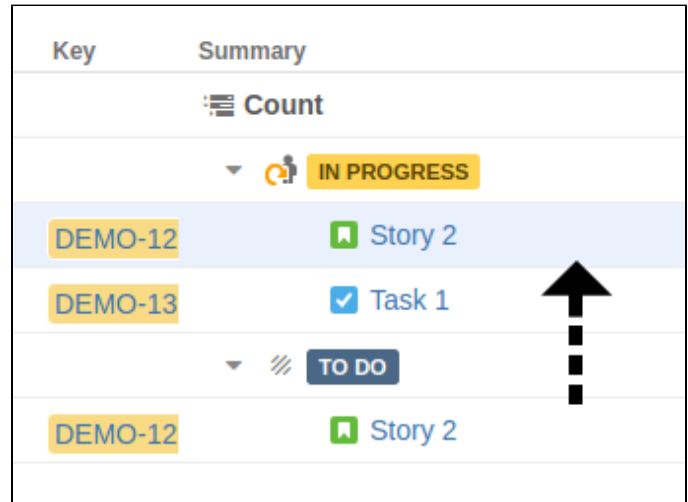 Key Summary
Count
IN PROGRESS
DEMO-12 Story 2
DEMO-13 Task 1
TO DO
DEMO-12 Story 2